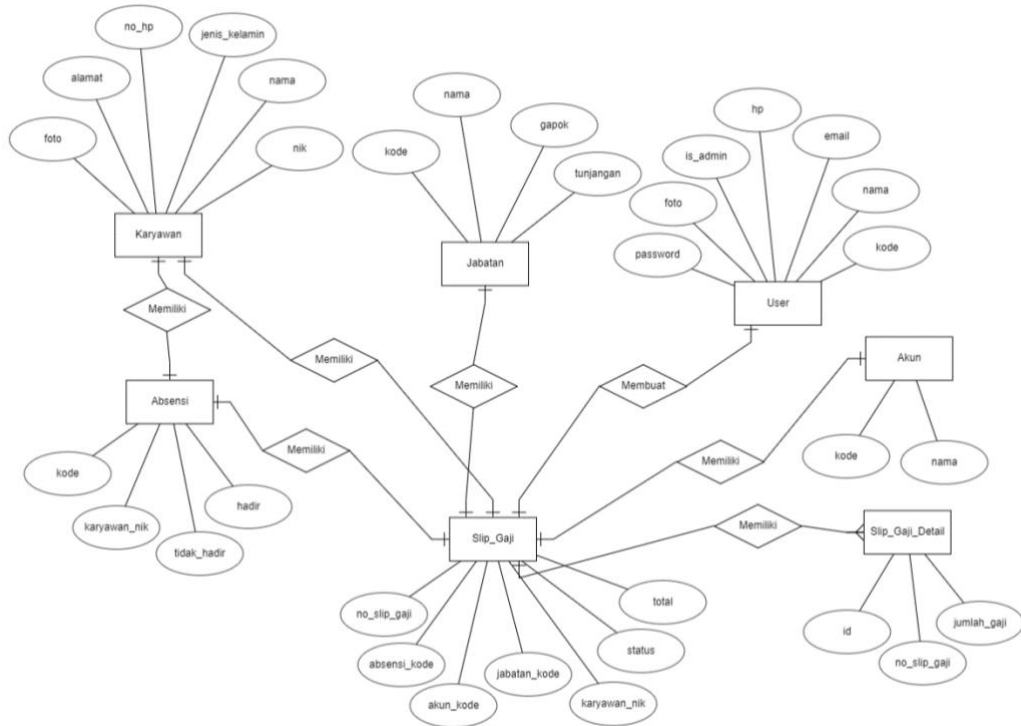 no_hp
jenis_kelamin
alamat
nama
foto
nik
Karyawan
nama
kode
gapok
tunjangan
Jabatan
hp
is_admin
email
foto
nama
password
kode
User
Memiliki
Memiliki
Memiliki
Membuat
Akun
Absensi
Memiliki
Memiliki
kode
nama
kode
karyawan_nik
tidak_hadir
hadir
Slip_Gaji
Memiliki
Slip_Gaji_Detail
no_slip_gaji
absensi_kode
akun_kode
jabatan_kode
karyawan_nik
status
total
id
no_slip_gaji
jumlah_gaji